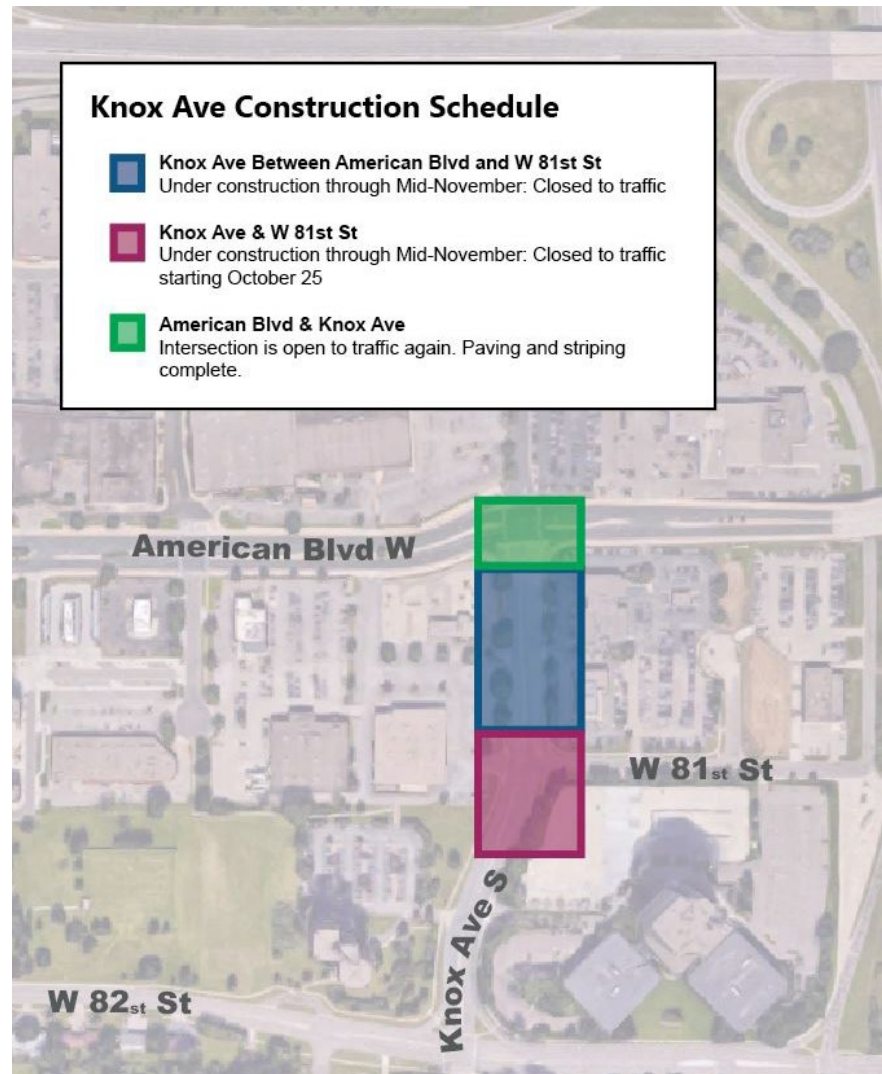 Knox Ave Construction Schedule
Knox Ave Between American Blvd and W 81st St
Under construction through Mid-November: Closed to traffic
Knox Ave & W 81st St
Under construction through Mid-November: Closed to traffic
starting October 25
American Blvd & Knox Ave
Intersection is open to traffic again. Paving and striping
complete.
American Blvd W
W 81st St
Knox Ave S
W 82st St